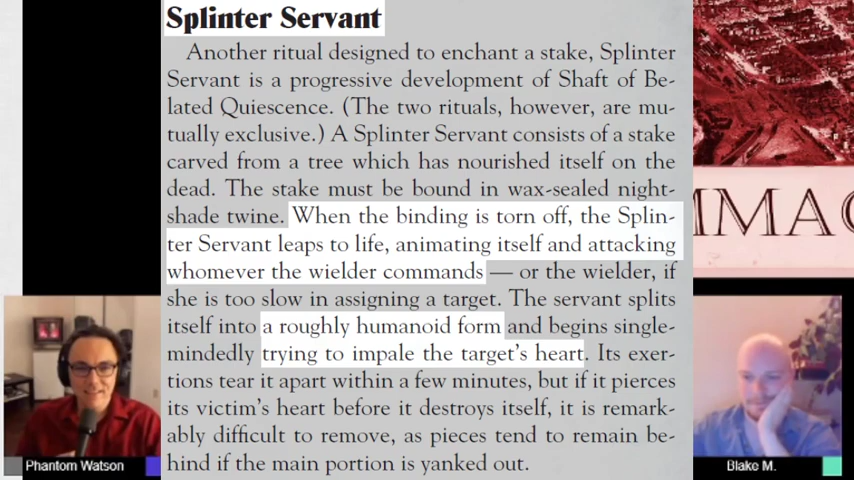 Splinter Servant
Another ritual designed to enchant a stake, Splinter
Servant is a progressive development of Shaft of Be-
lated Quiescence. (The two rituals, however, are mu-
tually exclusive.) A Splinter Servant consists of a stake
carved from a tree which has nourished itself on the
dead. The stake must be bound in wax-sealed night-
shade twine. When the binding is torn off, the Splin-
ter Servant leaps to life, animating itself and attacking
whomever the wielder commands — or the wielder, if
she is too slow in assigning a target. The servant splits
itself into a roughly humanoid form and begins single-
mindedly trying to impale the target's heart. Its exer-
tions tear it apart within a few minutes, but if it pierces
its victim's heart before it destroys itself, it is remark-
ably difficult to remove, as pieces tend to remain be-
hind if the main portion is yanked out.
MMA
Phantom Watson
Blake M.